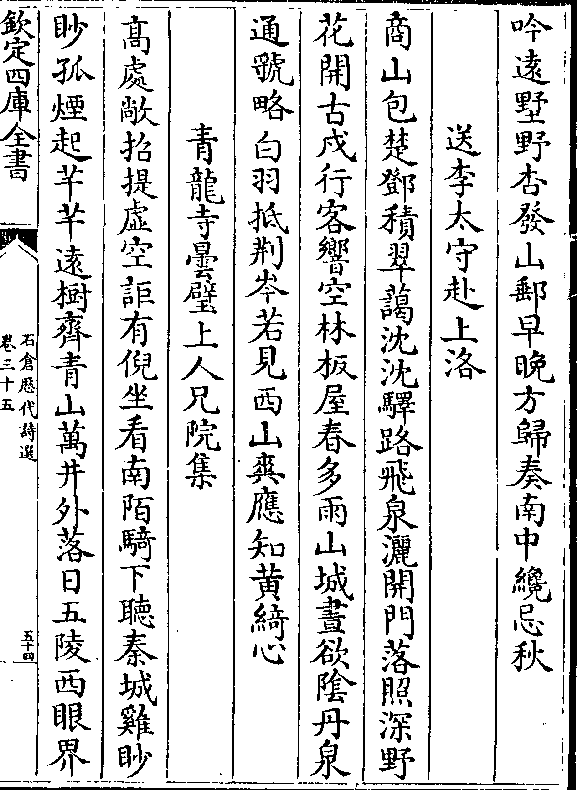 吟遠墅野杏發山郵早晚方歸奏南中纔忌秋
送李太守赴上洛
商山包楚鄧積翠藹沈沈驛路飛泉灑開門落照深野
花開古戍行客響空林板屋春多雨山城晝欲陰丹泉
通虢略白羽抵荆岑若見西山爽應知黃綺心
青龍寺曇璧上人兄院集
髙處敞招提虛空詎有倪坐看南陌騎下聽秦城雞眇
眇孤煙起芊芊遠樹齊青山萬井外落日五陵西眼界
欽定四庫全書
石倉歷代詩選
卷三十五
五十四